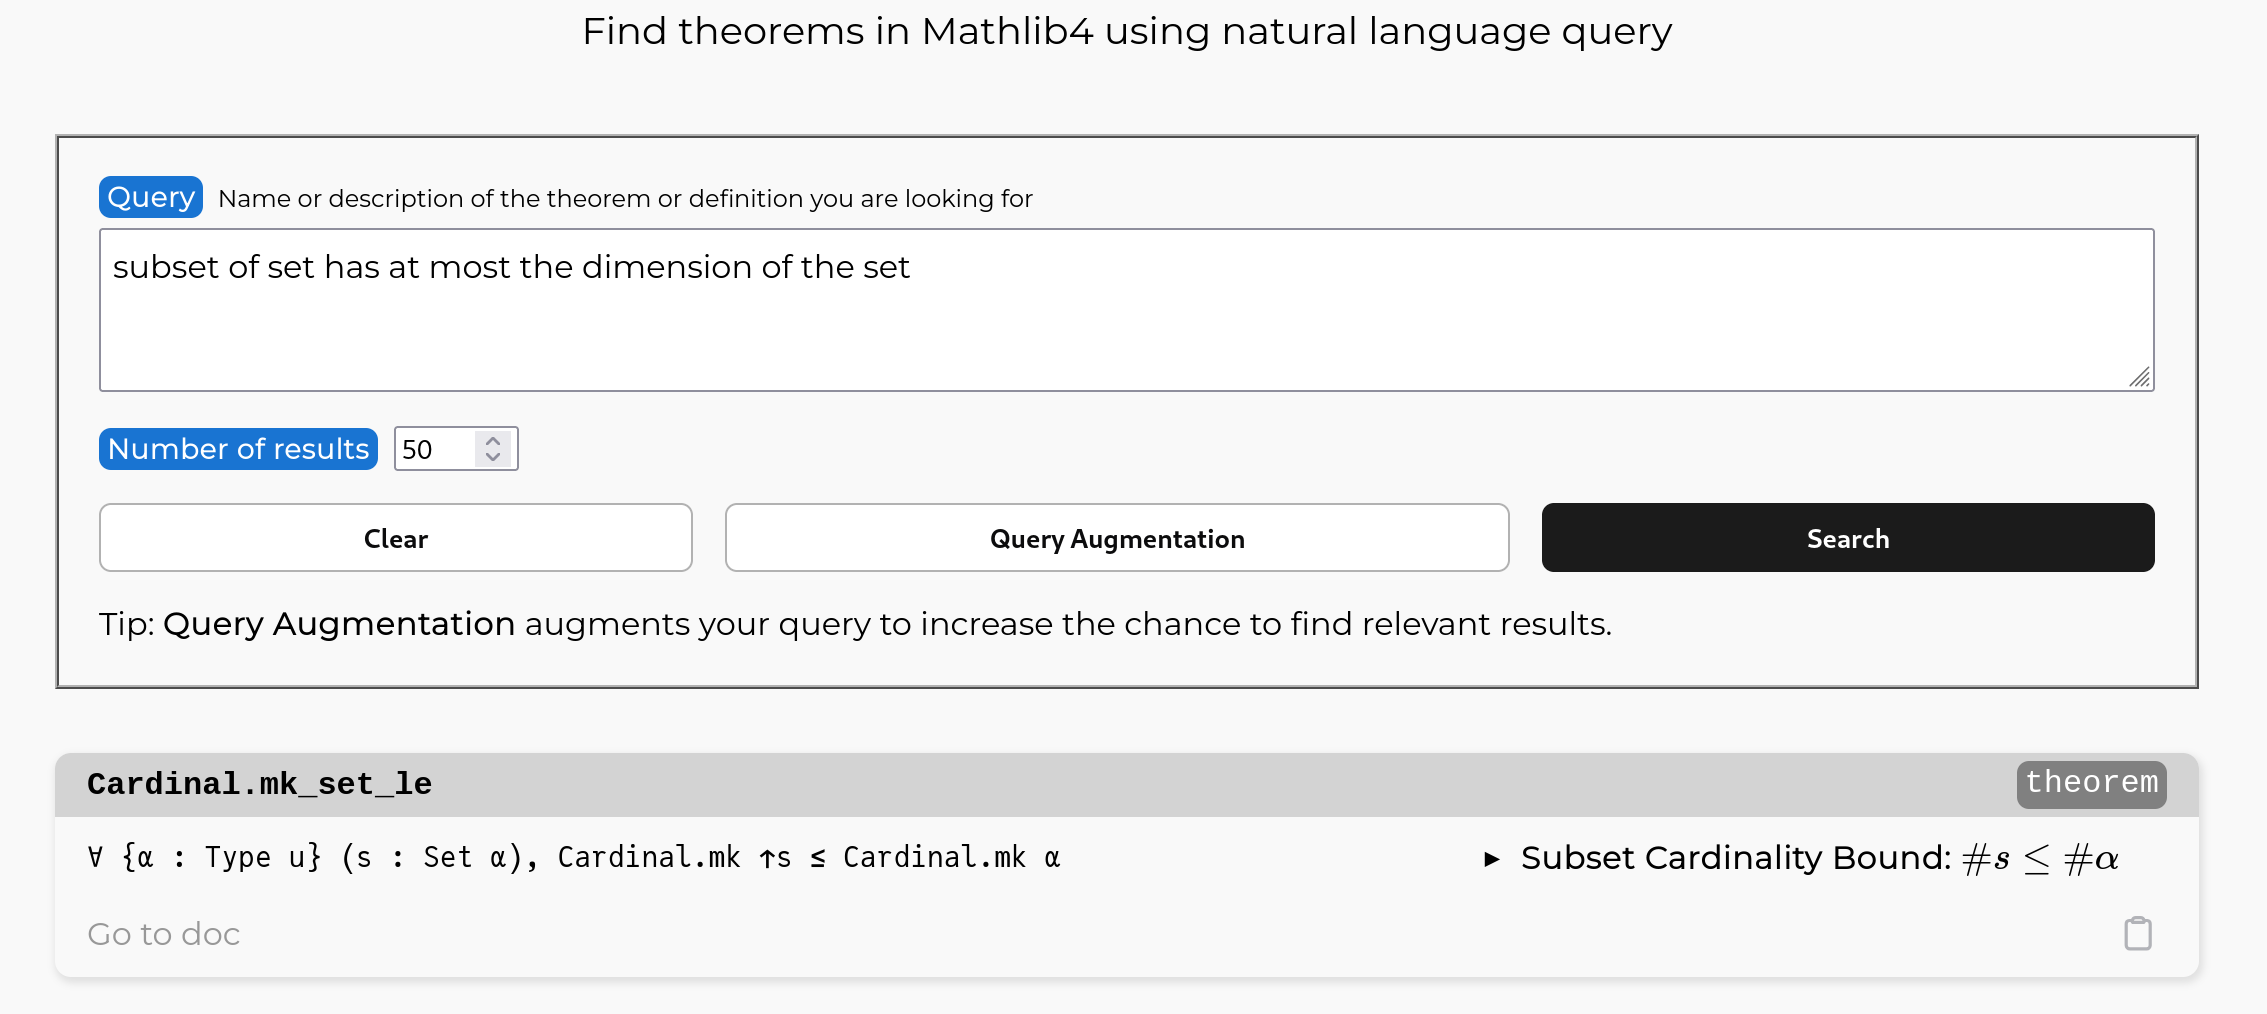 Find theorems in Mathlib4 using natural language query
Query Name or description of the theorem or definition you are looking for
subset of set has at most the dimension of the set
Number of results 50
Clear Query Augmentation Search
Tip: Query Augmentation augments your query to increase the chance to find relevant results.
Cardinal.mk_set_le theorem
∀ {α : Type u} (s : Set α), Cardinal.mk ↑s ≤ Cardinal.mk α ▸ Subset Cardinality Bound: #s ≤ #α
Go to doc